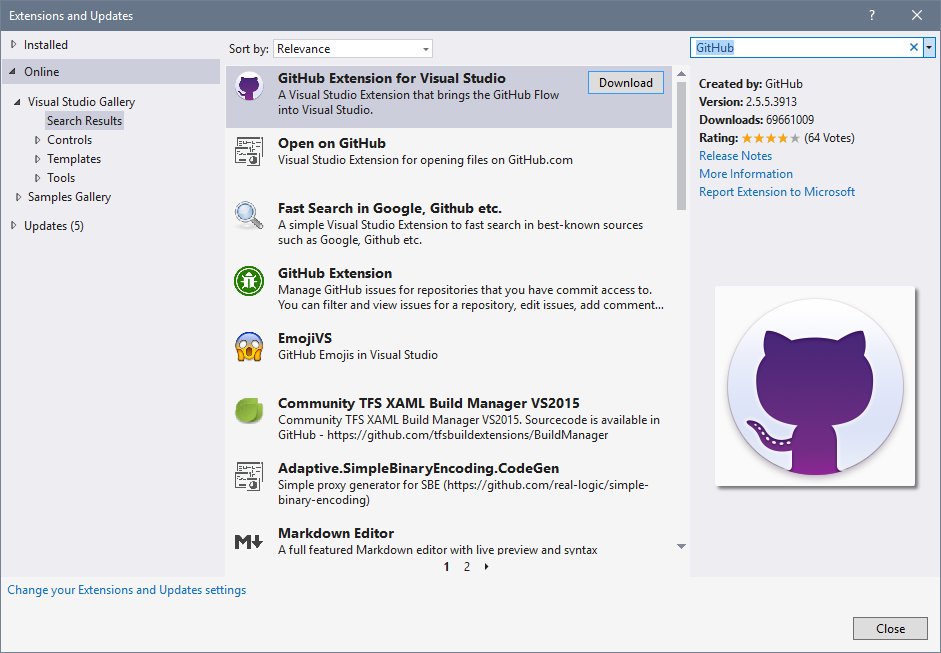 Extensions and Updates
?
Installed
Online
Visual Studio Gallery
Search Results
Controls
Templates
Tools
Samples Gallery
Updates (5)
Sort by: Relevance
GitHub Extension for Visual Studio
A Visual Studio Extension that brings the GitHub Flow
into Visual Studio.
Download
Open on GitHub
Visual Studio Extension for opening files on GitHub.com
Fast Search in Google, Github etc.
A simple Visual Studio Extension to fast search in best-known sources
such as Google, Github etc.
GitHub Extension
Manage GitHub issues for repositories that you have commit access to.
You can filter and view issues for a repository, edit issues, add comment...
EmojiVS
GitHub Emojis in Visual Studio
Community TFS XAML Build Manager VS2015
Community TFS XAML Build Manager VS2015. Sourcecode is available in
GitHub - https://github.com/tfsbuildextensions/BuildManager
Adaptive.SimpleBinaryEncoding.CodeGen
Simple proxy generator for SBE (https://github.com/real-logic/simple-
binary-encoding)
M
Markdown Editor
A full featured Markdown editor with live preview and syntax
1 2
GitHub
Created by: GitHub
Version: 2.5.5.3913
Downloads: 69661009
Rating: (64 Votes)
Release Notes
More Information
Report Extension to Microsoft
Change your Extensions and Updates settings
Close